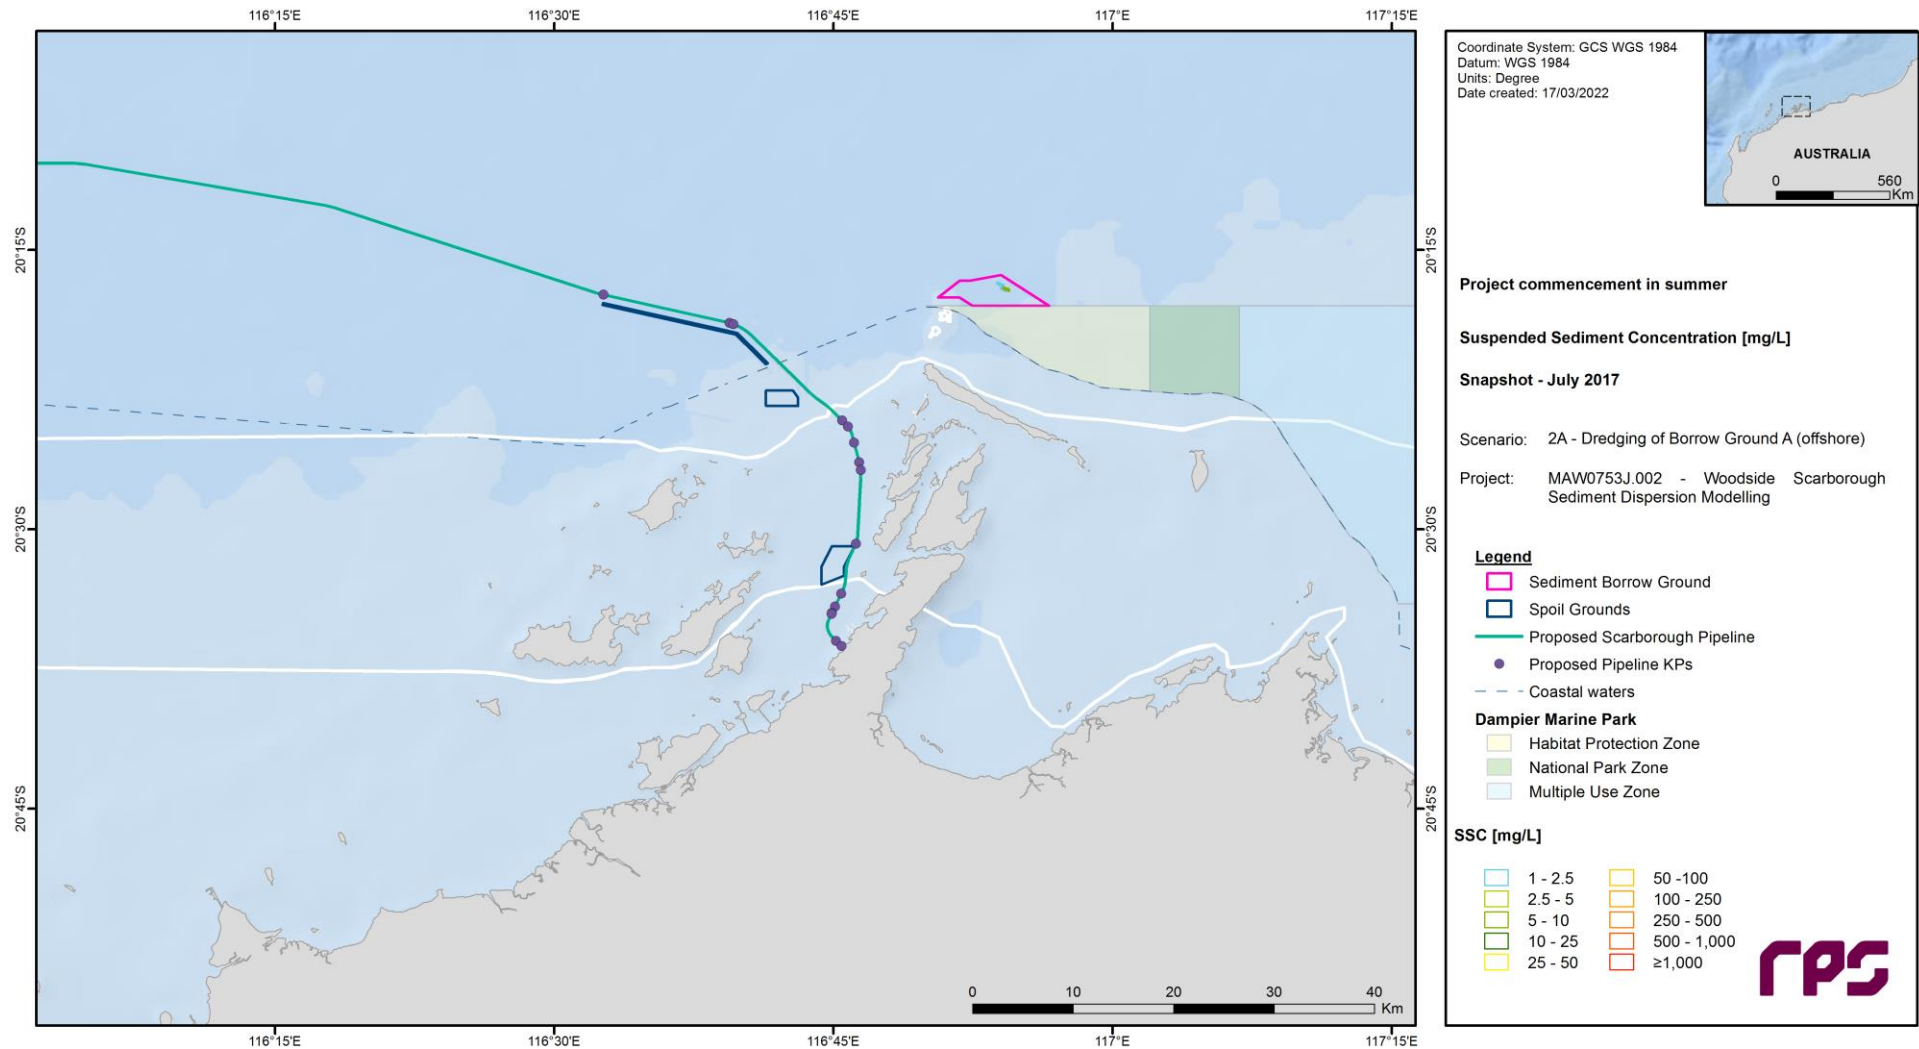 116°15'E 116°30'E 116°45'E 117°E 117°15'E
20°15'S 20°15'S
20°30'S 20°30'S
20°45'S 20°45'S
0 10 20 30 40
Km
116°15'E 116°30'E 116°45'E 117°E 117°15'E
Coordinate System: GCS WGS 1984
Datum: WGS 1984
Units: Degree
Date created: 17/03/2022
AUSTRALIA
0 560
Km
Project commencement in summer
Suspended Sediment Concentration [mg/L]
Snapshot - July 2017
Scenario: 2A - Dredging of Borrow Ground A (offshore)
Project: MAW0753J.002 - Woodside Scarborough
Sediment Dispersion Modelling
Legend
Sediment Borrow Ground
Spoil Grounds
Proposed Scarborough Pipeline
Proposed Pipeline KPs
Coastal waters
Dampier Marine Park
Habitat Protection Zone
National Park Zone
Multiple Use Zone
SSC [mg/L]
1 - 2.5 50 -100
2.5 - 5 100 - 250
5 - 10 250 - 500
10 - 25 500 - 1,000
25 - 50 ≥1,000
rps